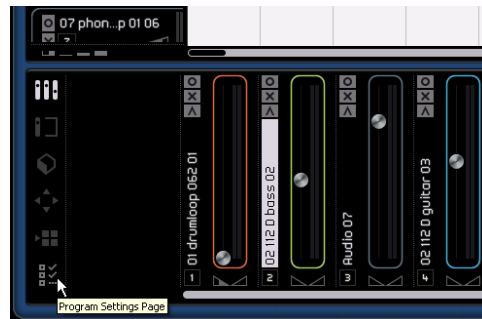 07 phon...p 01 06
7
01 drumloop 062 01
1
02 112 D bass 02
2
Audio 07
3
02 112 D guitar 03
4
Program Settings Page